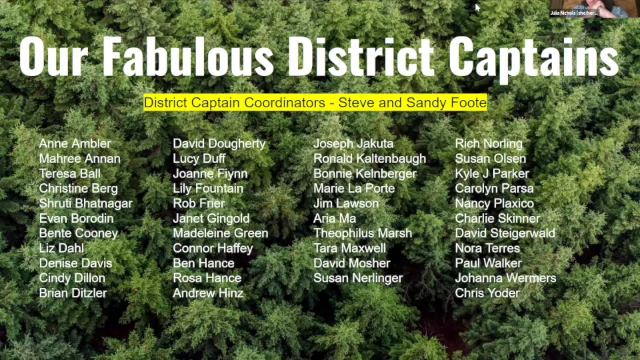 Our Fabulous District Captains
District Captain Coordinators - Steve and Sandy Foote
Anne Ambler
Mahree Annan
Teresa Ball
Christine Berg
Shruti Bhatnagar
Evan Borodin
Bente Cooney
Liz Dahl
Denise Davis
Cindy Dillon
Brian Ditzler
David Dougherty
Lucy Duff
Joanne Fiynn
Lily Fountain
Rob Frier
Janet Gingold
Madeleine Green
Connor Haffey
Ben Hance
Rosa Hance
Andrew Hinz
Joseph Jakuta
Ronald Kaltenbaugh
Bonnie Kelnberger
Marie La Porte
Jim Lawson
Aria Ma
Theophilus Marsh
Tara Maxwell
David Mosher
Susan Nerlinger
Rich Norling
Susan Olsen
Kyle J Parker
Carolyn Parsa
Nancy Plaxico
Charlie Skinner
David Steigerwald
Nora Terres
Paul Walker
Johanna Wermers
Chris Yoder